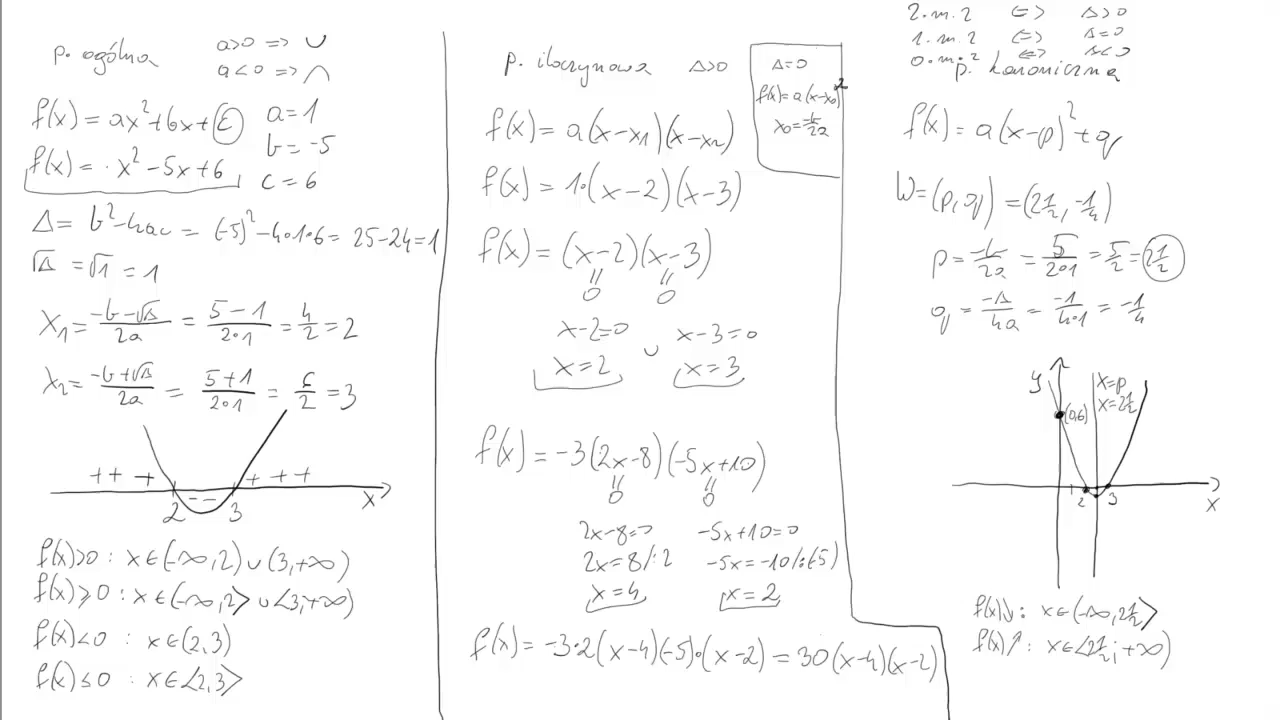 p. ogólna
a>0 => ∪
a<0 => ∩
f(x) = ax²+bx+c
a=1
b=-5
c=6
f(x) = x²-5x+6
Δ = b²-4ac = (-5)²-4·1·6 = 25-24=1
√Δ = √1 = 1
x₁ = (-b-√Δ)/2a = (5-1)/(2·1) = 4/2 = 2
x₂ = (-b+√Δ)/2a = (5+1)/(2·1) = 6/2 = 3
+ + + + + +
- -
2 3 x
f(x)>0 : x∈(-∞,2)∪(3,+∞)
f(x)≥0 : x∈(-∞,2>∪<3,+∞)
f(x)<0 : x∈(2,3)
f(x)≤0 : x∈<2,3>
p. iloczynowa Δ>0
Δ=0
f(x)=a(x-x₀)²
x₀=-b/2a
f(x) = a(x-x₁)(x-x₂)
f(x) = 1·(x-2)(x-3)
f(x) = (x-2)(x-3)
0 0
x-2=0 ∪ x-3=0
x=2 x=3
f(x) = -3(2x-8)(-5x+10)
0 0
2x-8=0 -5x+10=0
2x=8/:2 -5x=-10/:(-5)
x=4 x=2
f(x) = -3·2(x-4)(-5)·(x-2) = 30(x-4)(x-2)
2.m.z <=> Δ>0
1.m.z <=> Δ=0
0.m.z <=> Δ<0
p. kanoniczna
f(x) = a(x-p)²+q
W=(p,q) = (2½,-¼)
p = -b/2a = 5/(2·1) = 5/2 = 2½
q = -Δ/4a = -1/(4·1) = -¼
y
x=p
x=2½
(0,6)
1 2 3
x
f(x)↓ : x∈(-∞,2½>
f(x)↑ : x∈<2½;+∞)